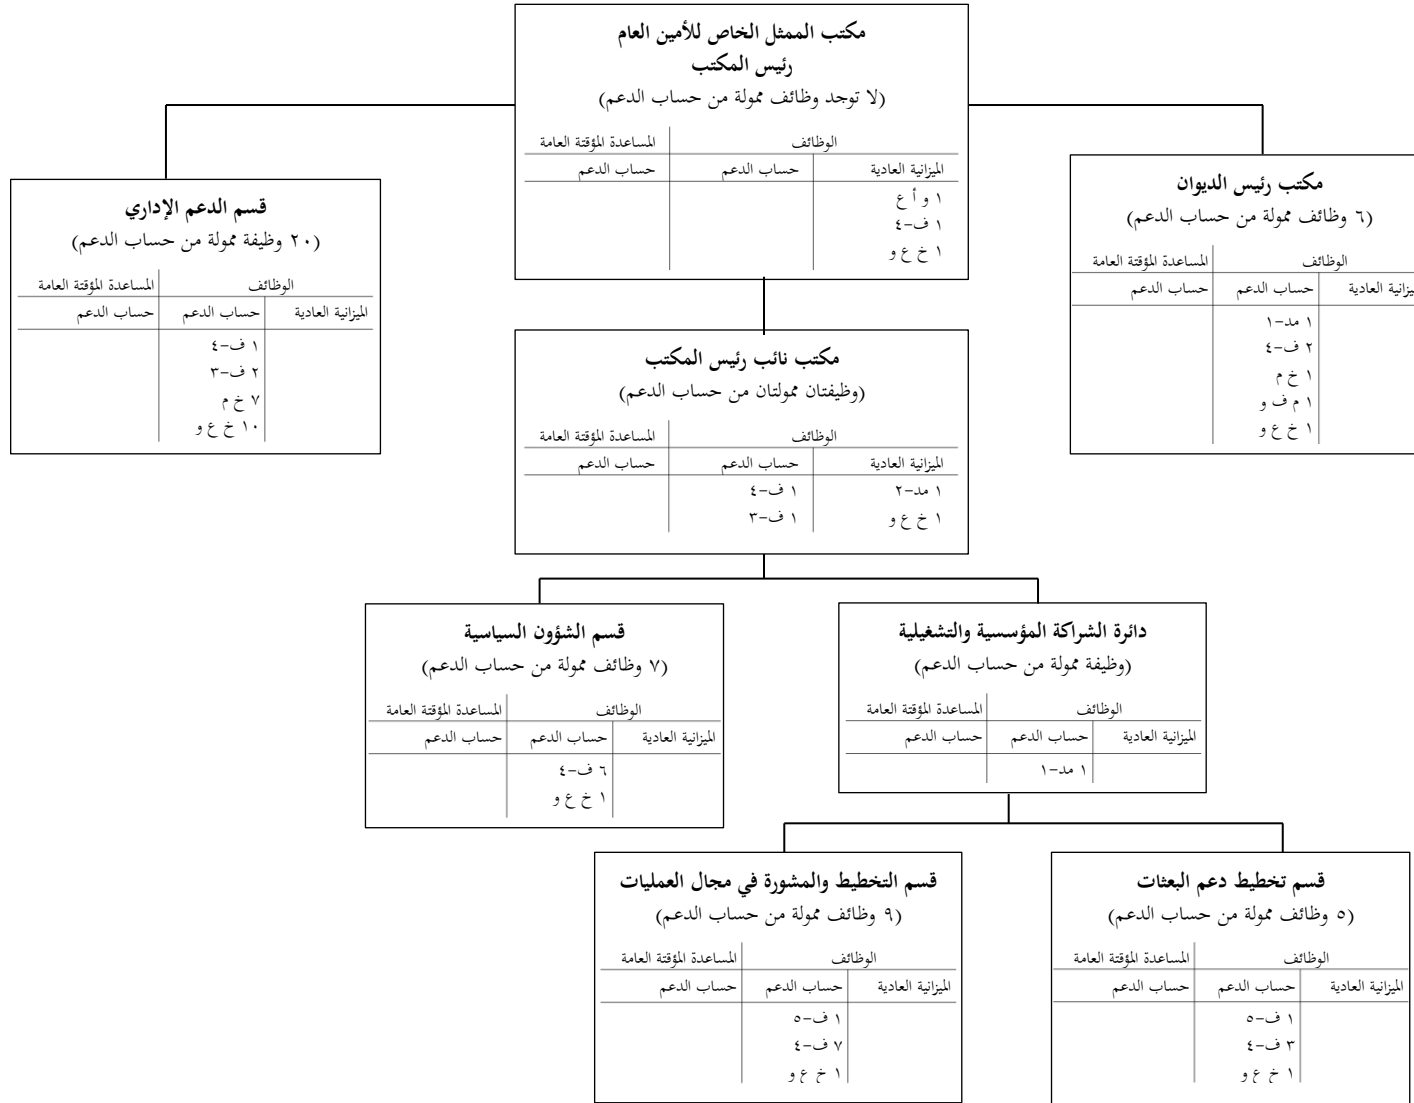 مكتب الممثل الخاص للأمين العام
رئيس المكتب
(لا توجد وظائف ممولة من حساب الدعم)
الوظائف المساعدة المؤقتة العامة
الميزانية العادية حساب الدعم حساب الدعم
١ و أ ع
١ ف-٤
١ خ ع و
مكتب رئيس الديوان
(٦ وظائف ممولة من حساب الدعم)
الوظائف المساعدة المؤقتة العامة
الميزانية العادية حساب الدعم حساب الدعم
١ مد-١
٢ ف-٤
١ خ م
١ م ف و
١ خ ع و
قسم الدعم الإداري
(٢٠ وظيفة ممولة من حساب الدعم)
الوظائف المساعدة المؤقتة العامة
الميزانية العادية حساب الدعم حساب الدعم
١ ف-٤
٢ ف-٣
٧ خ م
١٠ خ ع و
مكتب نائب رئيس المكتب
(وظيفتان ممولتان من حساب الدعم)
الوظائف المساعدة المؤقتة العامة
الميزانية العادية حساب الدعم حساب الدعم
١ مد-٢ ١ ف-٤
١ خ ع و ١ ف-٣
دائرة الشراكة المؤسسية والتشغيلية
(وظيفة ممولة من حساب الدعم)
الوظائف المساعدة المؤقتة العامة
الميزانية العادية حساب الدعم حساب الدعم
١ مد-١
قسم الشؤون السياسية
(٧ وظائف ممولة من حساب الدعم)
الوظائف المساعدة المؤقتة العامة
الميزانية العادية حساب الدعم حساب الدعم
٦ ف-٤
١ خ ع و
قسم تخطيط دعم البعثات
(٥ وظائف ممولة من حساب الدعم)
الوظائف المساعدة المؤقتة العامة
الميزانية العادية حساب الدعم حساب الدعم
١ ف-٥
٣ ف-٤
١ خ ع و
قسم التخطيط والمشورة في مجال العمليات
(٩ وظائف ممولة من حساب الدعم)
الوظائف المساعدة المؤقتة العامة
الميزانية العادية حساب الدعم حساب الدعم
١ ف-٥
٧ ف-٤
١ خ ع و